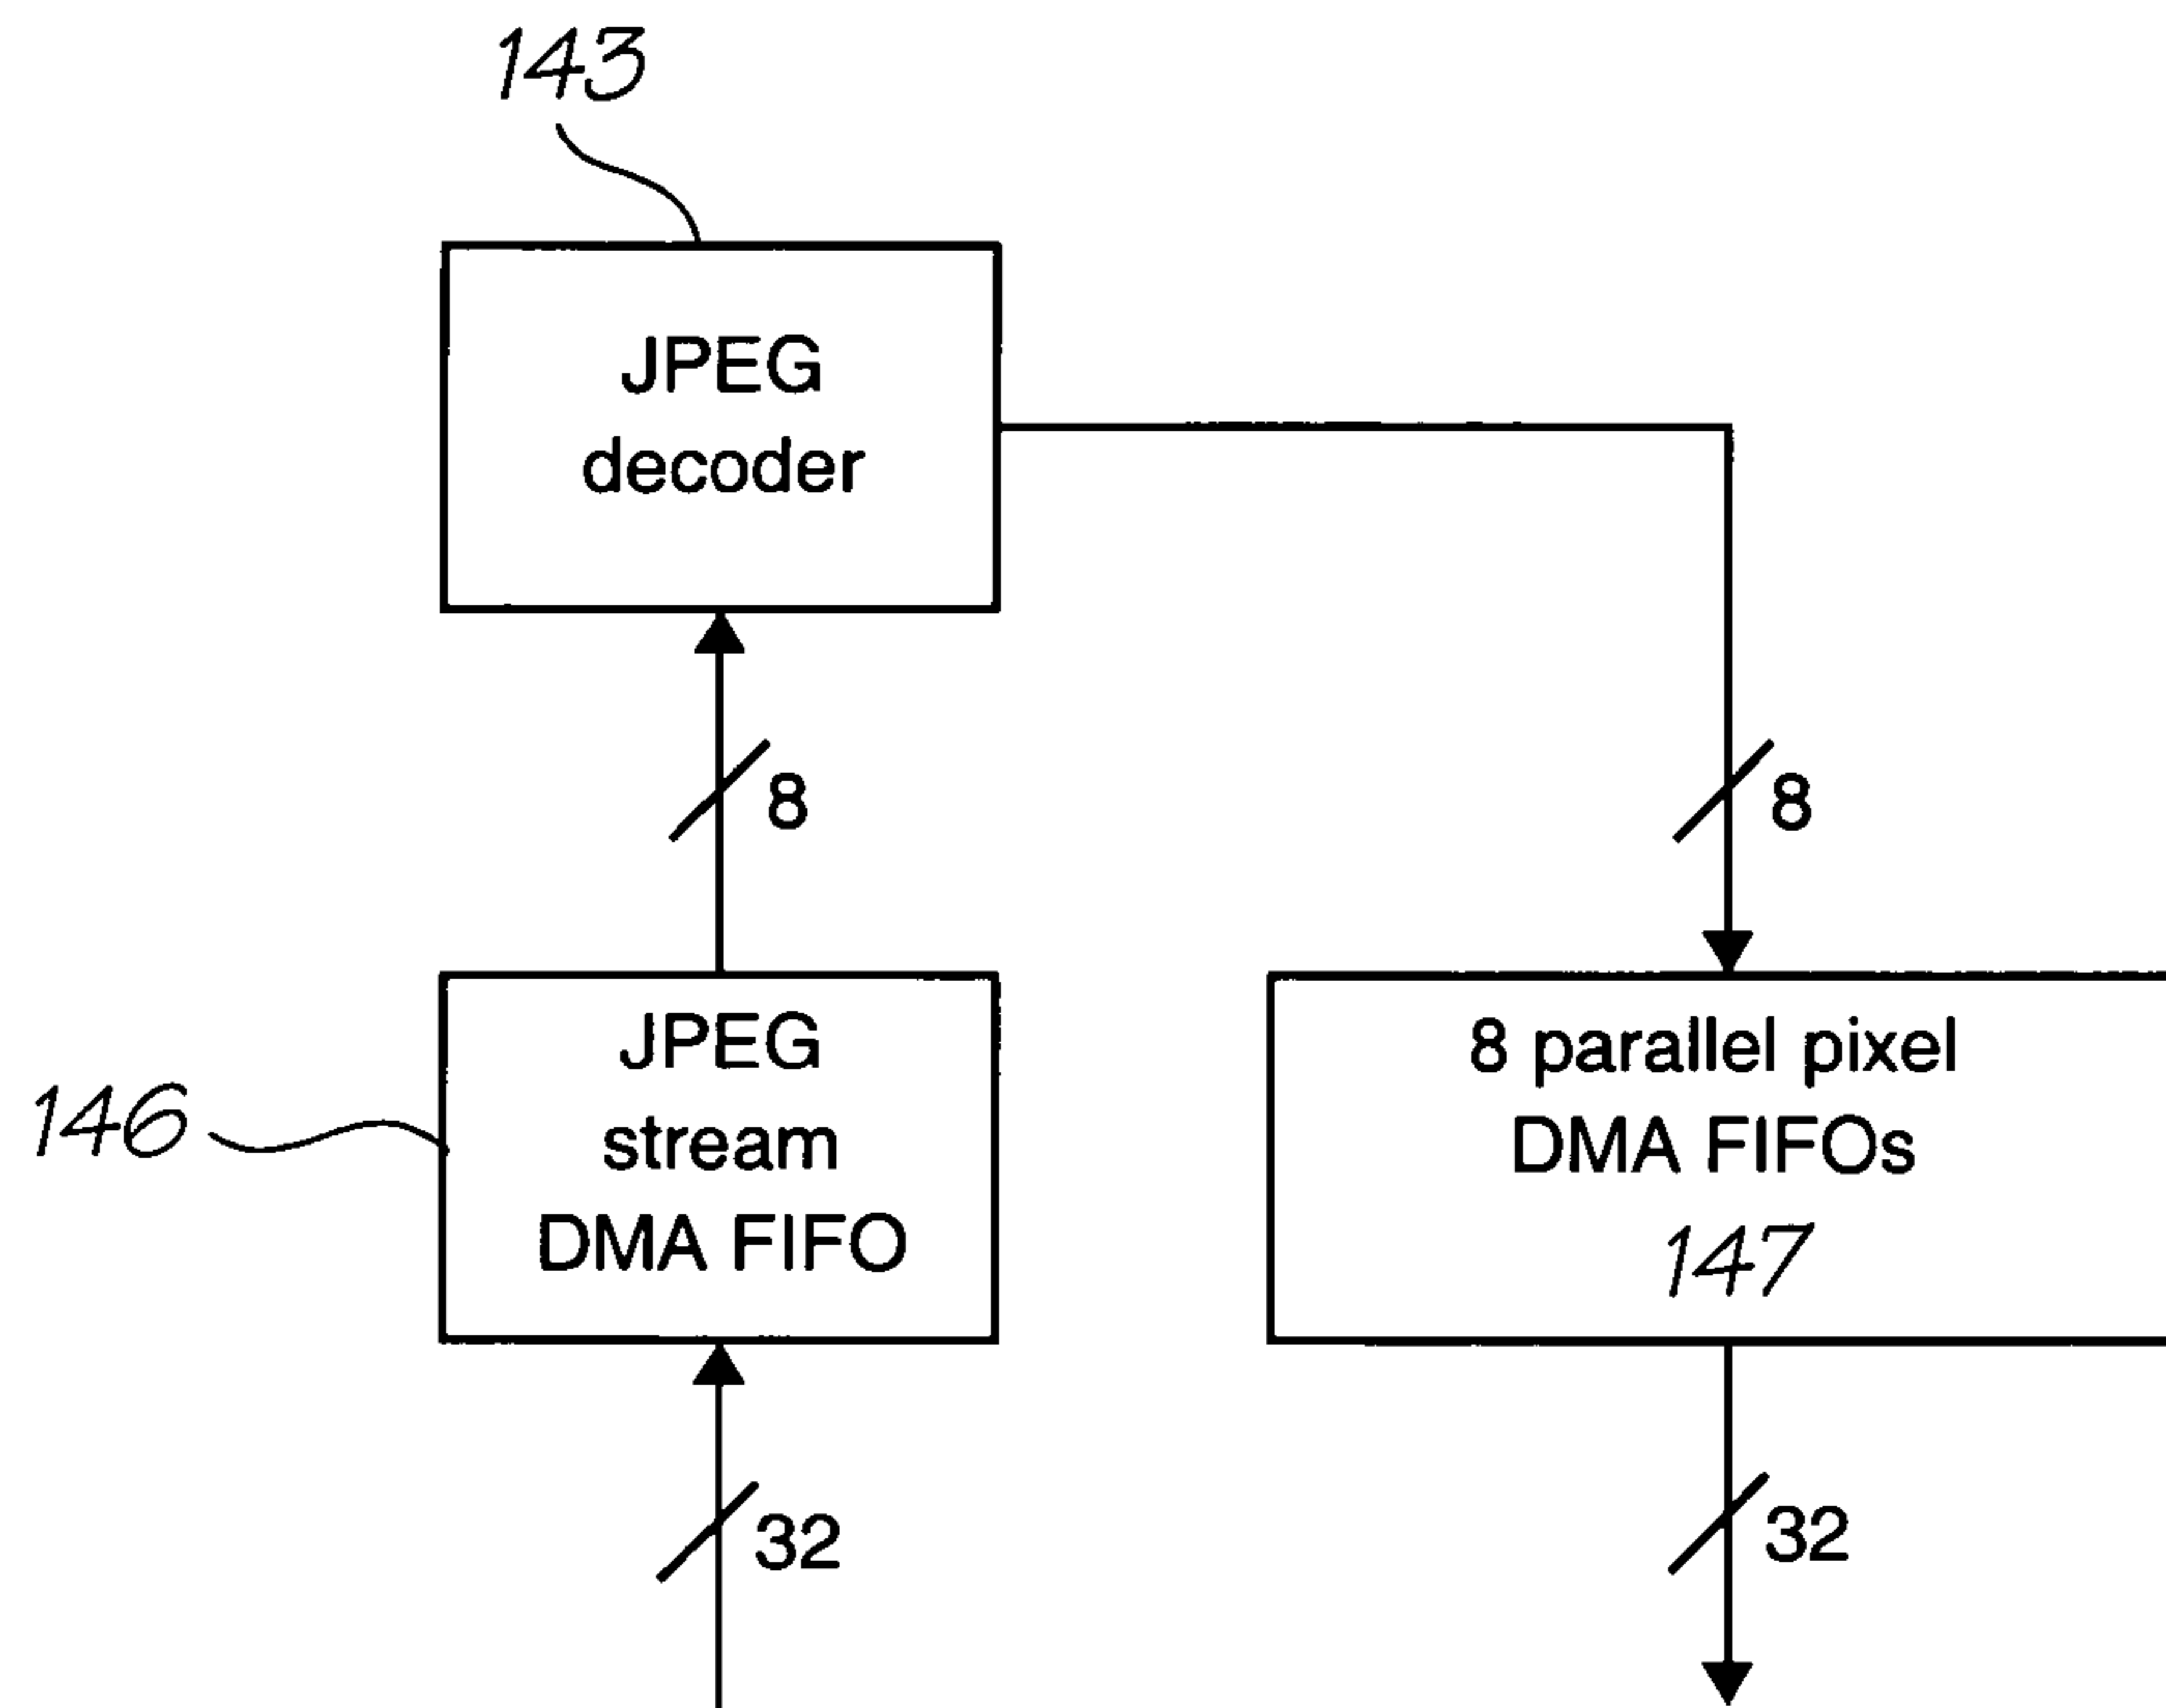 143
JPEG
decoder
8
8
JPEG
stream
DMA FIFO
146
8 parallel pixel
DMA FIFOs
147
32
32